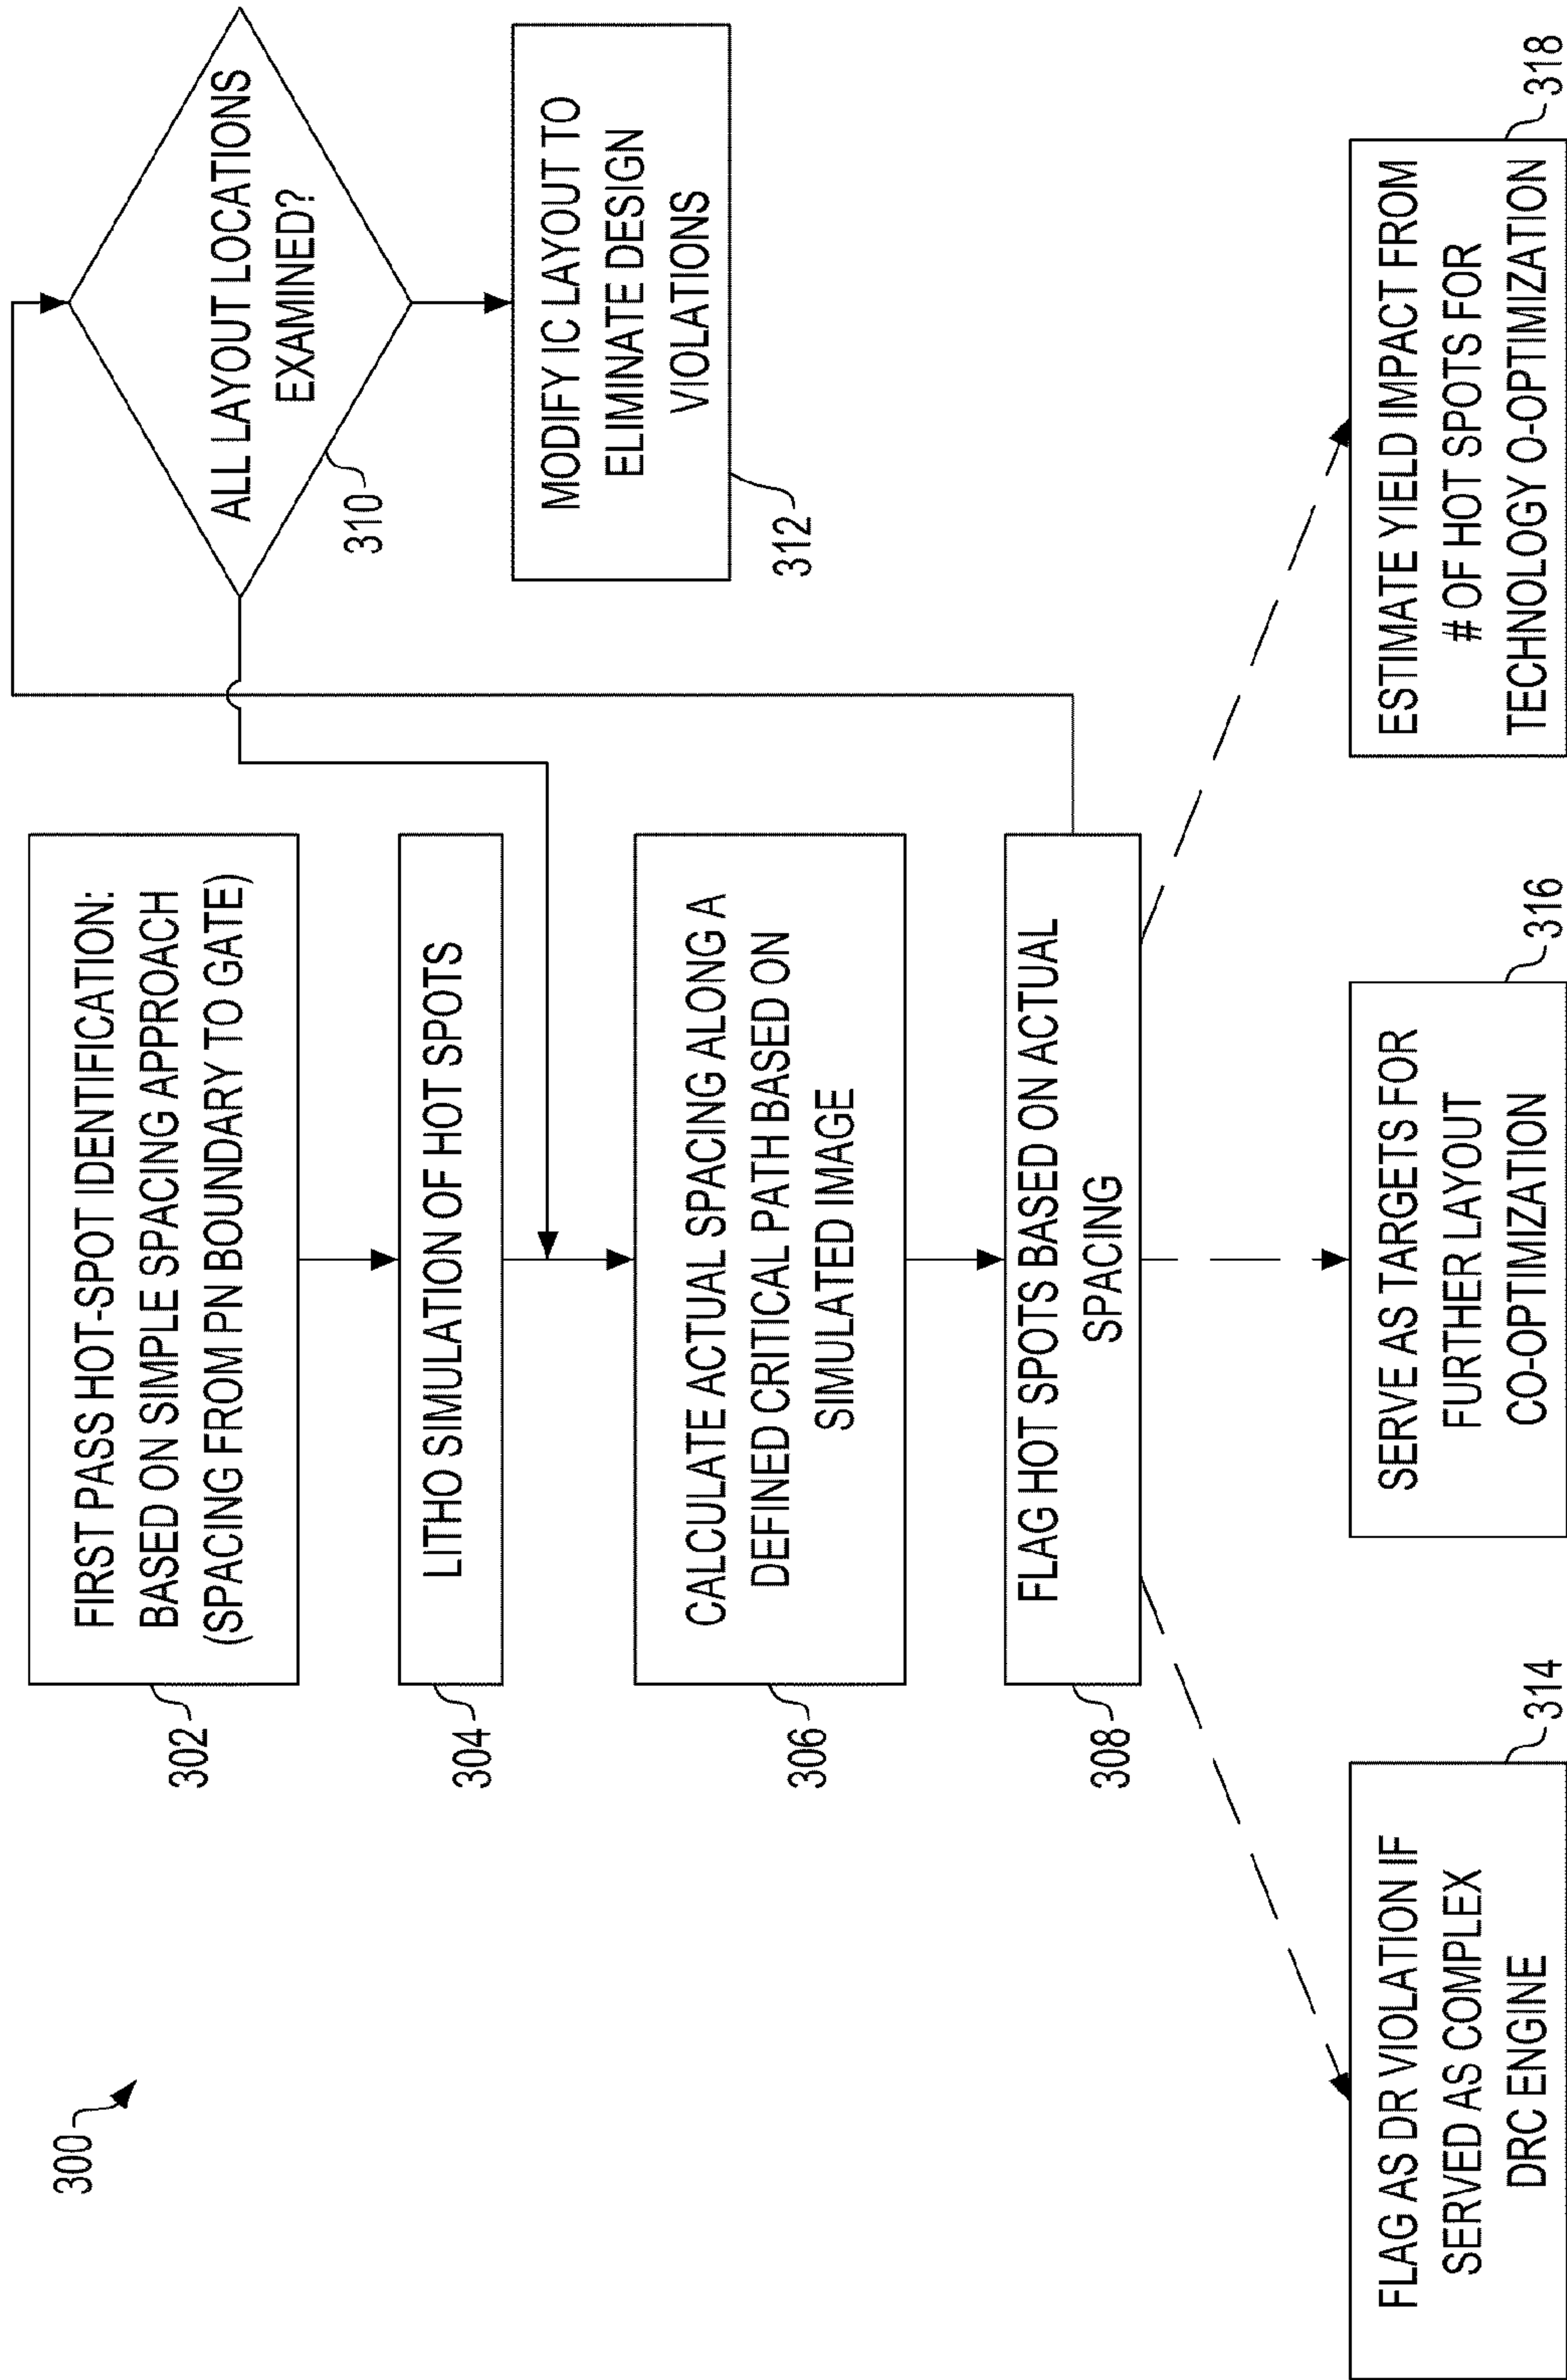 300
FIRST PASS HOT-SPOT IDENTIFICATION:
BASED ON SIMPLE SPACING APPROACH
(SPACING FROM PN BOUNDARY TO GATE)
302
LITHO SIMULATION OF HOT SPOTS
304
CALCULATE ACTUAL SPACING ALONG A
DEFINED CRITICAL PATH BASED ON
SIMULATED IMAGE
306
FLAG HOT SPOTS BASED ON ACTUAL
SPACING
308
ALL LAYOUT LOCATIONS
EXAMINED?
310
MODIFY IC LAYOUT TO
ELIMINATE DESIGN
VIOLATIONS
312
FLAG AS DR VIOLATION IF
SERVED AS COMPLEX
DRC ENGINE
314
SERVE AS TARGETS FOR
FURTHER LAYOUT
CO-OPTIMIZATION
316
ESTIMATE YIELD IMPACT FROM
# OF HOT SPOTS FOR
TECHNOLOGY O-OPTIMIZATION
318